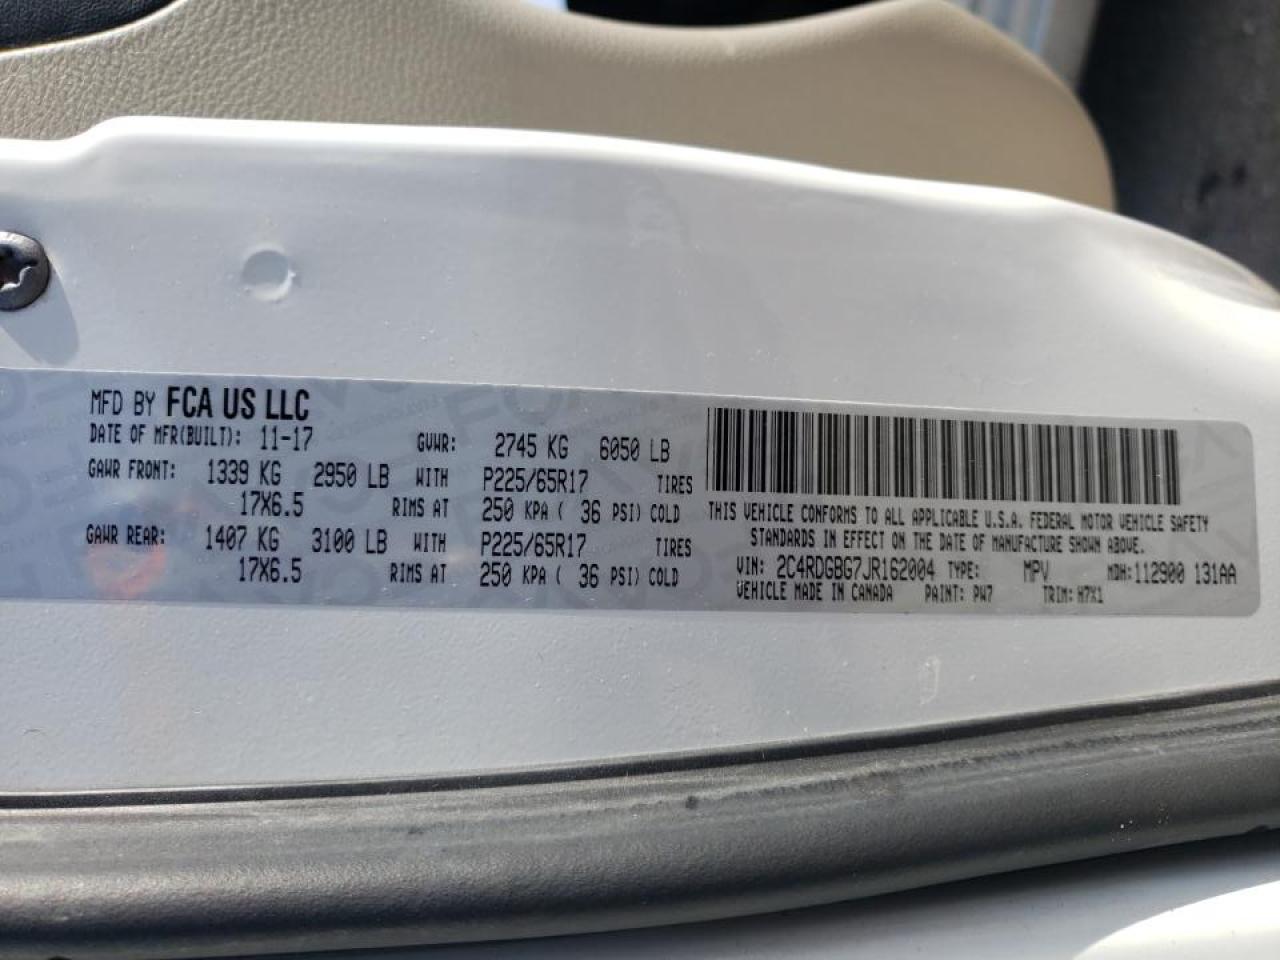 MFD BY FCA US LLC
DATE OF MFR(BUILT): 11-17 GVWR: 2745 KG 6050 LB
GAWR FRONT: 1339 KG 2950 LB WITH P225/65R17 TIRES
17X6.5 RIMS AT 250 KPA ( 36 PSI) COLD
GAWR REAR: 1407 KG 3100 LB WITH P225/65R17 TIRES
17X6.5 RIMS AT 250 KPA ( 36 PSI) COLD
THIS VEHICLE CONFORMS TO ALL APPLICABLE U.S.A. FEDERAL MOTOR VEHICLE SAFETY
STANDARDS IN EFFECT ON THE DATE OF MANUFACTURE SHOWN ABOVE.
VIN: 2C4RDGBG7JR162004 TYPE: MPV MDH:112900 131AA
VEHICLE MADE IN CANADA PAINT: PW7 TRIM: H7X1